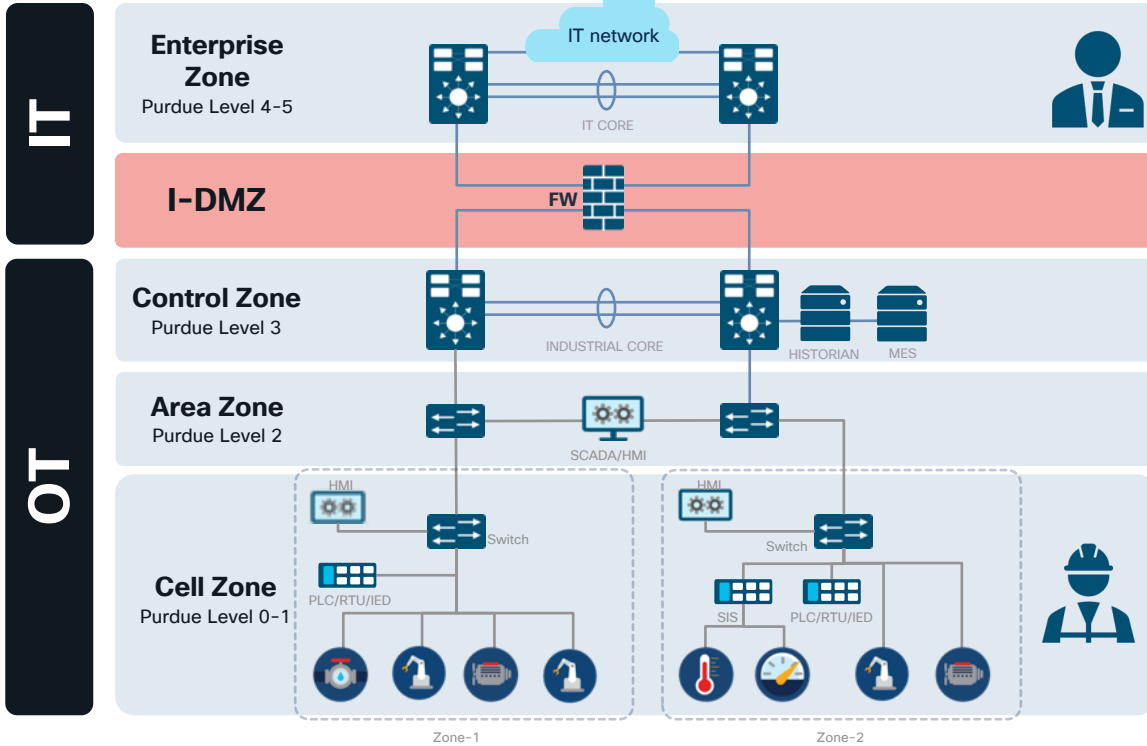 IT
Enterprise
Zone
Purdue Level 4-5
IT network
IT CORE
I-DMZ
FW
OT
Control Zone
Purdue Level 3
INDUSTRIAL CORE
HISTORIAN
MES
Area Zone
Purdue Level 2
SCADA/HMI
Cell Zone
Purdue Level 0-1
HMI
Switch
PLC/RTU/IED
Zone-1
HMI
Switch
SIS
PLC/RTU/IED
Zone-2